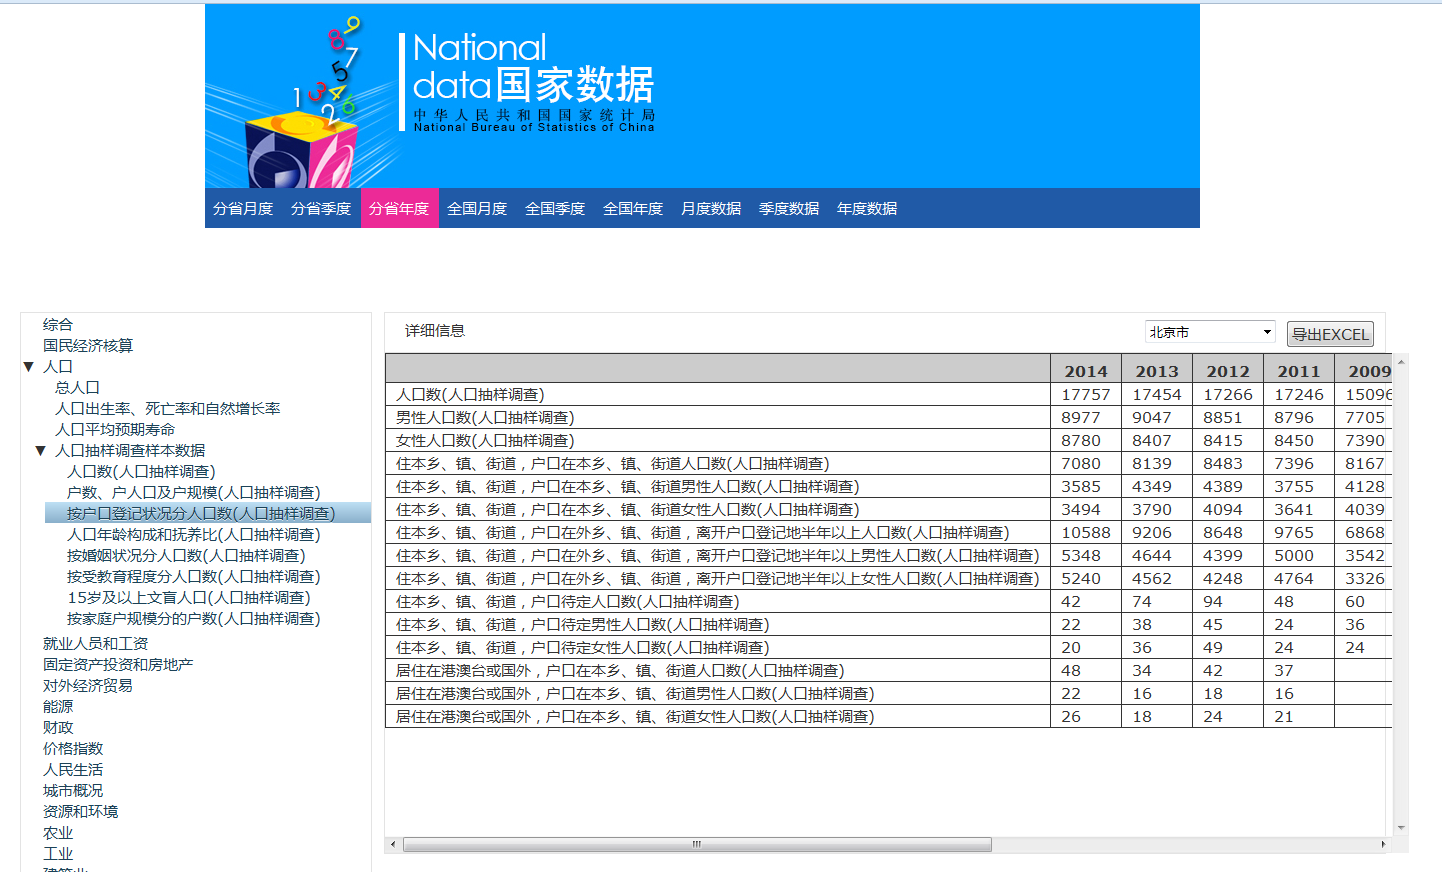 8 9
7
5
1 3 4
2 6
National
data国家数据
中华人民共和国国家统计局
National Bureau of Statistics of China
分省月度 分省季度 分省年度 全国月度 全国季度 全国年度 月度数据 季度数据 年度数据
综合
国民经济核算
▼ 人口
总人口
人口出生率、死亡率和自然增长率
人口平均预期寿命
▼ 人口抽样调查样本数据
人口数(人口抽样调查)
户数、户人口及户规模(人口抽样调查)
按户口登记状况分人口数(人口抽样调查)
人口年龄构成和抚养比(人口抽样调查)
按婚姻状况分人口数(人口抽样调查)
按受教育程度分人口数(人口抽样调查)
15岁及以上文盲人口(人口抽样调查)
按家庭户规模分的户数(人口抽样调查)
就业人员和工资
固定资产投资和房地产
对外经济贸易
能源
财政
价格指数
人民生活
城市概况
资源和环境
农业
工业
详细信息 北京市 导出EXCEL
2014 2013 2012 2011 2009
人口数(人口抽样调查) 17757 17454 17266 17246 15096
男性人口数(人口抽样调查) 8977 9047 8851 8796 7705
女性人口数(人口抽样调查) 8780 8407 8415 8450 7390
住本乡、镇、街道，户口在本乡、镇、街道人口数(人口抽样调查) 7080 8139 8483 7396 8167
住本乡、镇、街道，户口在本乡、镇、街道男性人口数(人口抽样调查) 3585 4349 4389 3755 4128
住本乡、镇、街道，户口在本乡、镇、街道女性人口数(人口抽样调查) 3494 3790 4094 3641 4039
住本乡、镇、街道，户口在外乡、镇、街道，离开户口登记地半年以上人口数(人口抽样调查) 10588 9206 8648 9765 6868
住本乡、镇、街道，户口在外乡、镇、街道，离开户口登记地半年以上男性人口数(人口抽样调查) 5348 4644 4399 5000 3542
住本乡、镇、街道，户口在外乡、镇、街道，离开户口登记地半年以上女性人口数(人口抽样调查) 5240 4562 4248 4764 3326
住本乡、镇、街道，户口待定人口数(人口抽样调查) 42 74 94 48 60
住本乡、镇、街道，户口待定男性人口数(人口抽样调查) 22 38 45 24 36
住本乡、镇、街道，户口待定女性人口数(人口抽样调查) 20 36 49 24 24
居住在港澳台或国外，户口在本乡、镇、街道人口数(人口抽样调查) 48 34 42 37
居住在港澳台或国外，户口在本乡、镇、街道男性人口数(人口抽样调查) 22 16 18 16
居住在港澳台或国外，户口在本乡、镇、街道女性人口数(人口抽样调查) 26 18 24 21